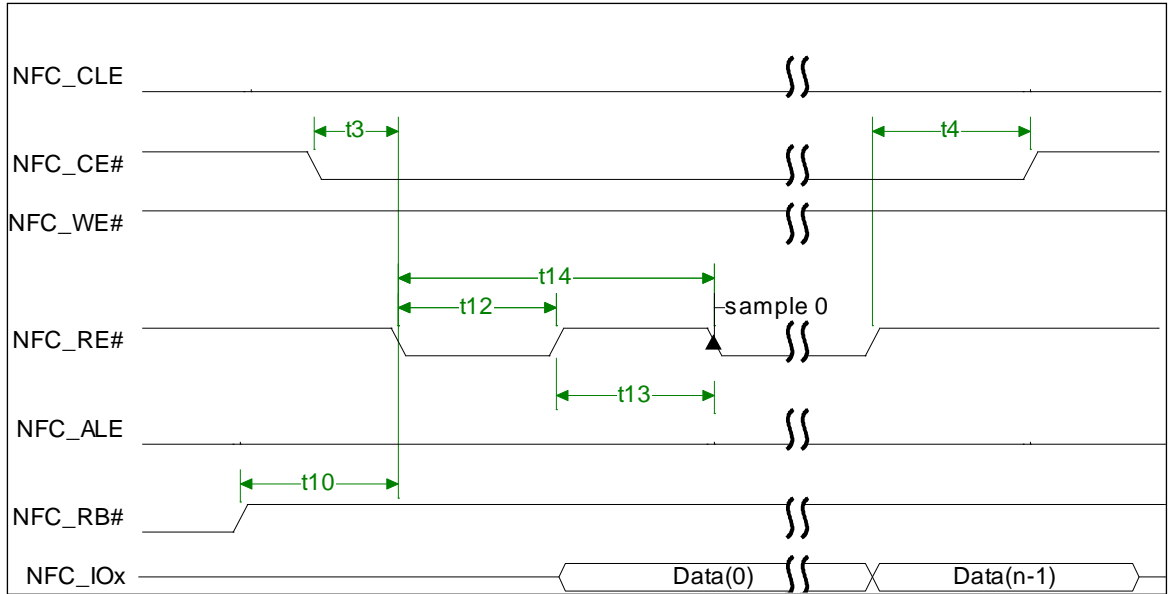 NFC_CLE
t3
t4
NFC_CE#
NFC_WE#
t14
t12
sample 0
NFC_RE#
t13
NFC_ALE
t10
NFC_RB#
NFC_IOx
Data(0)
Data(n-1)